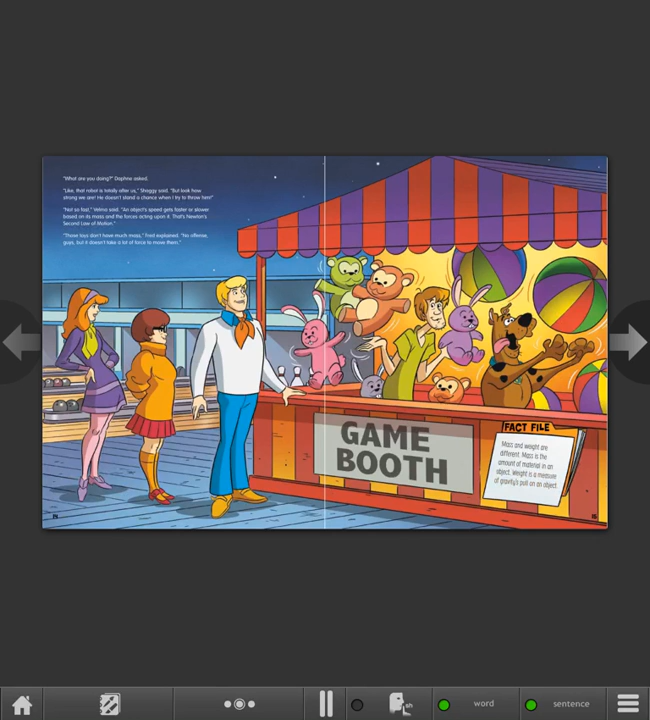 "What are you doing?" Daphne asked.
"Like, that robot is totally after us," Shaggy said. "But look how
strong we are! He doesn't stand a chance when I try to throw him!"
"Not so fast," Velma said. "An object's speed gets faster or slower
based on its mass and the forces acting upon it. That's Newton's
Second Law of Motion."
"Those toys don't have much mass," Fred explained. "No offense,
guys, but it doesn't take a lot of force to move them."
GAME
BOOTH
FACT FILE
Mass and weight are
different. Mass is the
amount of material in an
object. Weight is a measure
of gravity's pull on an object.
14
15
sh
word
sentence